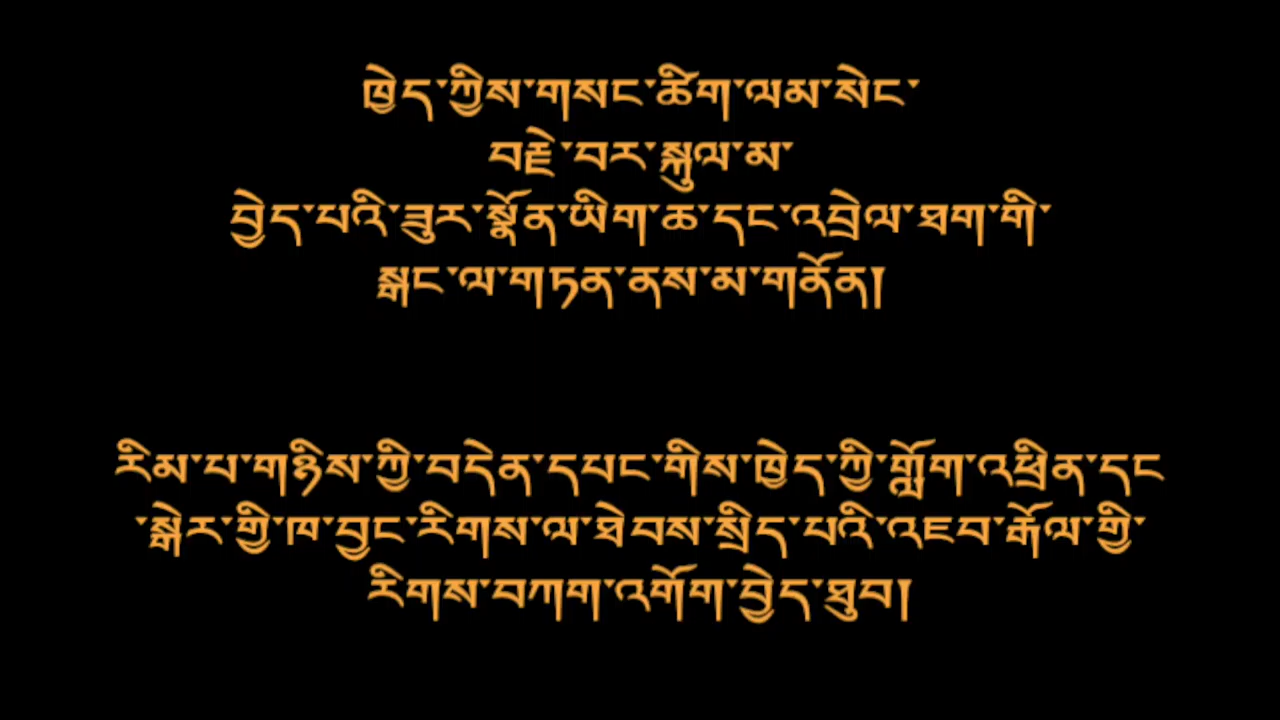 ཁྱེད་ཀྱིས་གསང་ཚིག་ལམ་སེང་
བརྗེ་བར་སྐུལ་མ་
བྱེད་པའི་ཟུར་སྣོན་ཡིག་ཆ་དང་འབྲེལ་ཐག་གི་
སྒང་ལ་གཏན་ནས་མ་གནོན།
རིམ་པ་གཉིས་ཀྱི་བདེན་དཔང་གིས་ཁྱེད་ཀྱི་གློག་འཕྲིན་དང
་སྒེར་གྱི་ཁ་བྱང་རིགས་ལ་ཐེབས་སྲིད་པའི་འཇབ་རྒོལ་གྱི་
རིགས་བཀག་འགོག་བྱེད་ཐུབ།